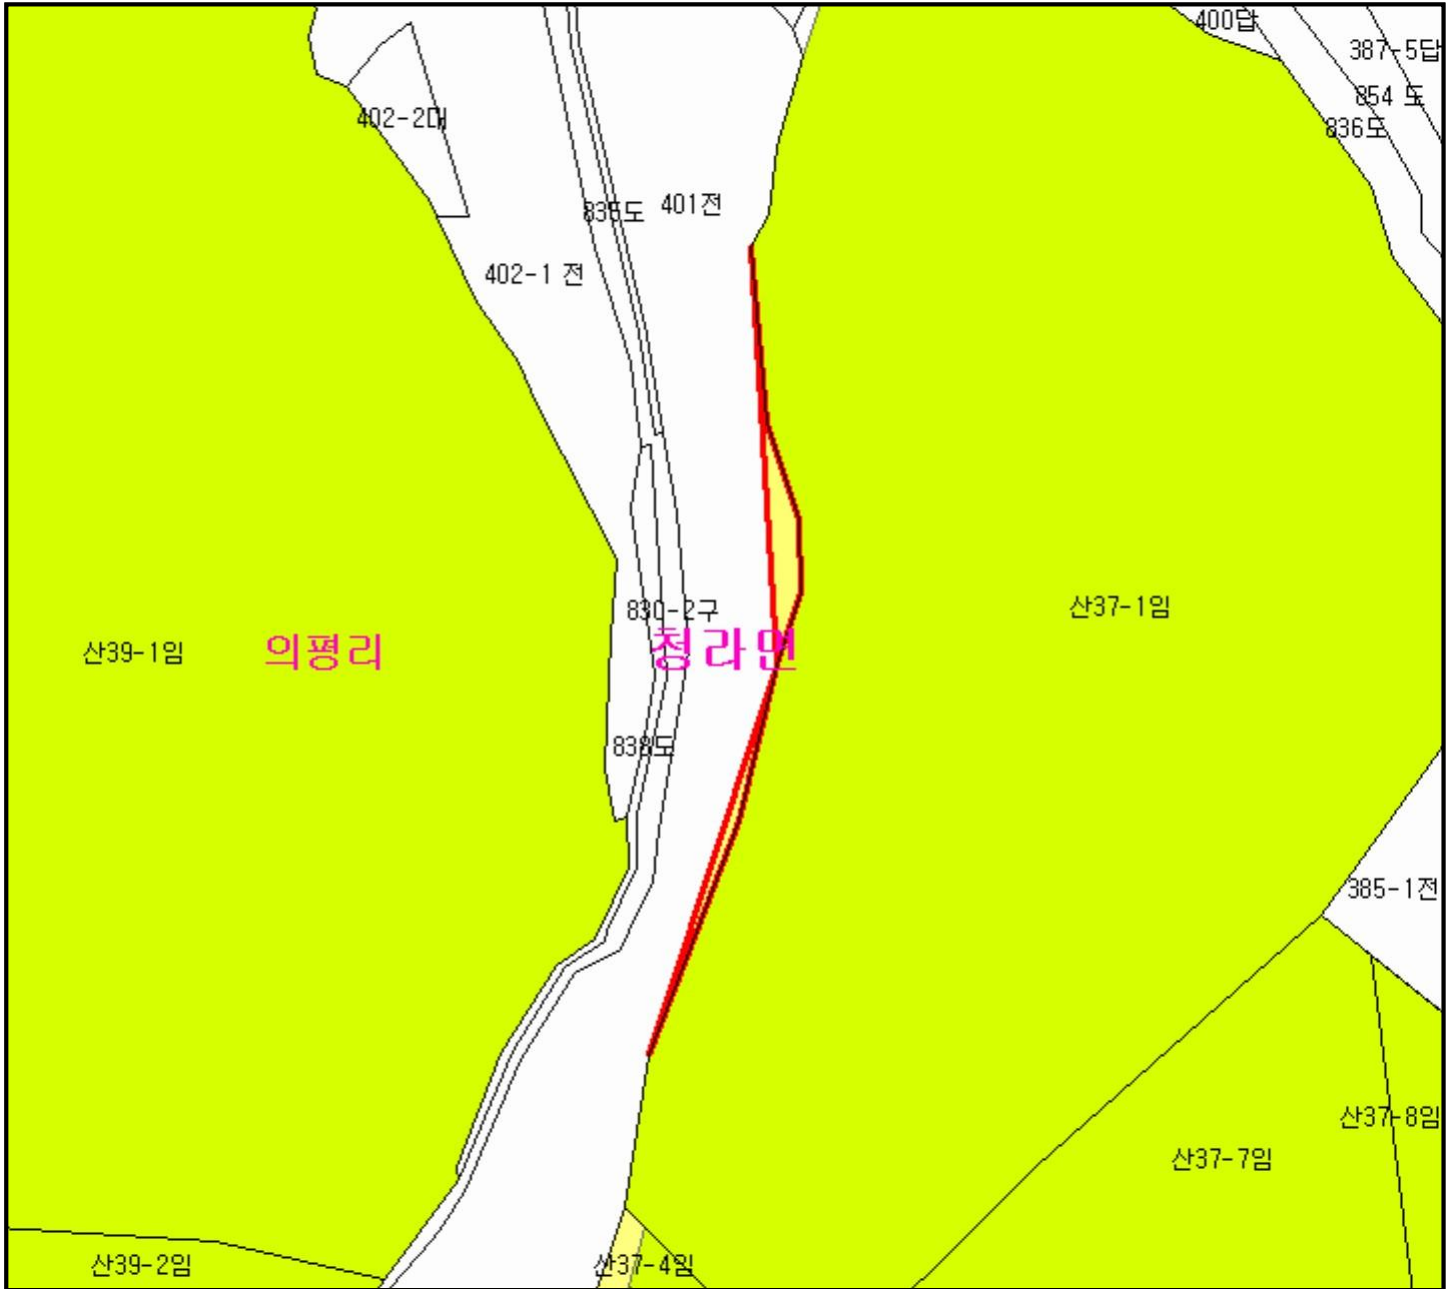 400답
387-5답
854 도
836도
402-2대
835도
401전
402-1 전
산37-1임
830-2구
산39-1임
의평리
청라면
838도
385-1전
산37-8임
산37-7임
산39-2임
산37-4임